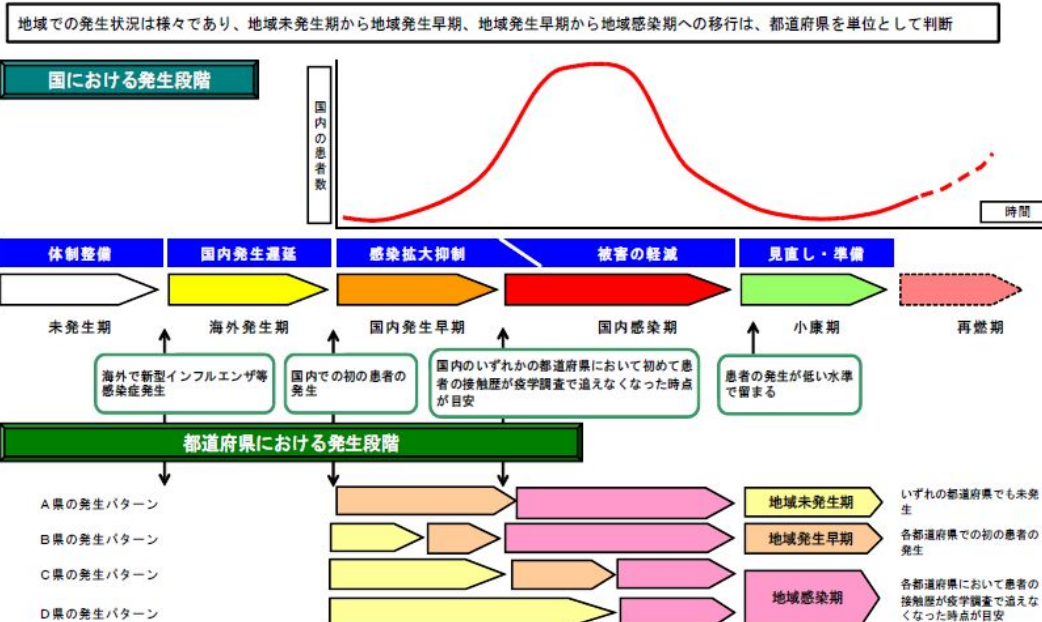 地域での発生状況は様々であり、地域未発生期から地域発生早期、地域発生早期から地域感染期への移行は、都道府県を単位として判断
国における発生段階
国内の患者数
時間
体制整備
国内発生遅延
感染拡大抑制
被害の軽減
見直し・準備
未発生期
海外発生期
国内発生早期
国内感染期
小康期
再燃期
海外で新型インフルエンザ等
感染症発生
国内での初の患者の
発生
国内のいずれかの都道府県において初めて患
者の接触歴が疫学調査で追えなくなった時点
が目安
患者の発生が低い水準
で留まる
都道府県における発生段階
A県の発生パターン
地域未発生期
いずれの都道府県でも未発
生
B県の発生パターン
地域発生早期
各都道府県での初の患者の
発生
C県の発生パターン
D県の発生パターン
地域感染期
各都道府県において患者の
接触歴が疫学調査で追えな
くなった時点が目安